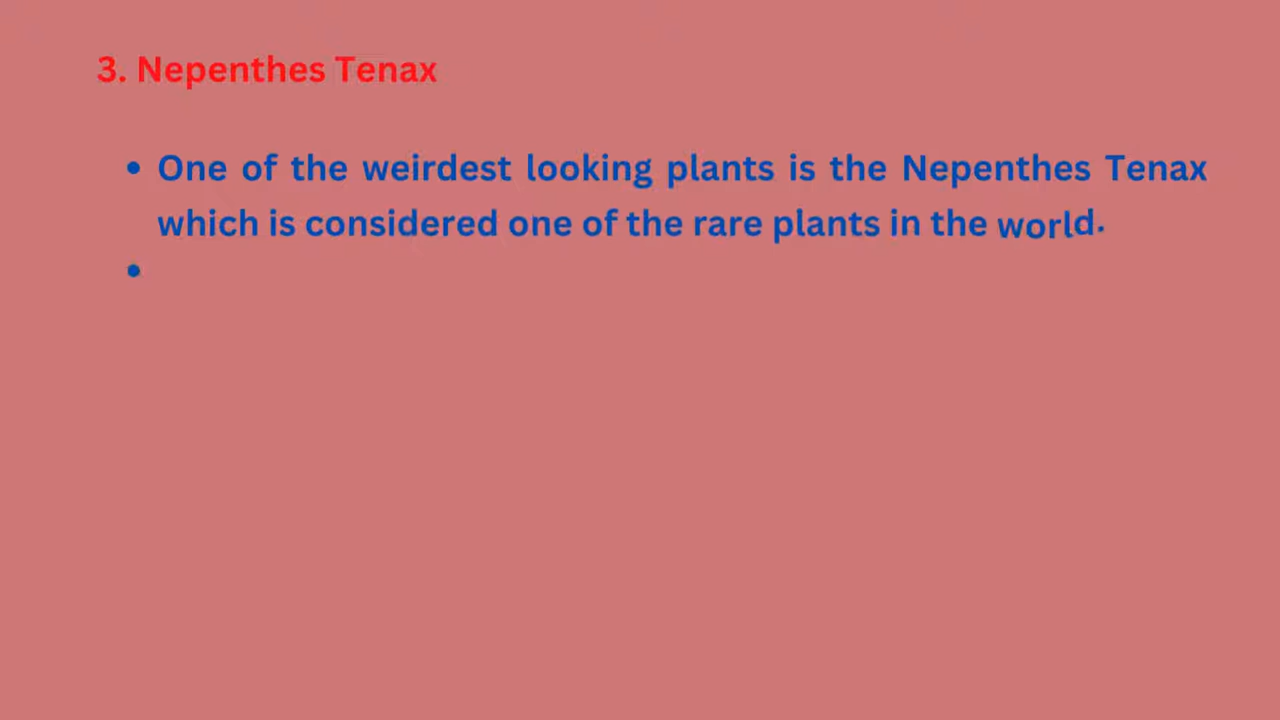 3. Nepenthes Tenax
• One of the weirdest looking plants is the Nepenthes Tenax
which is considered one of the rare plants in the world.
•